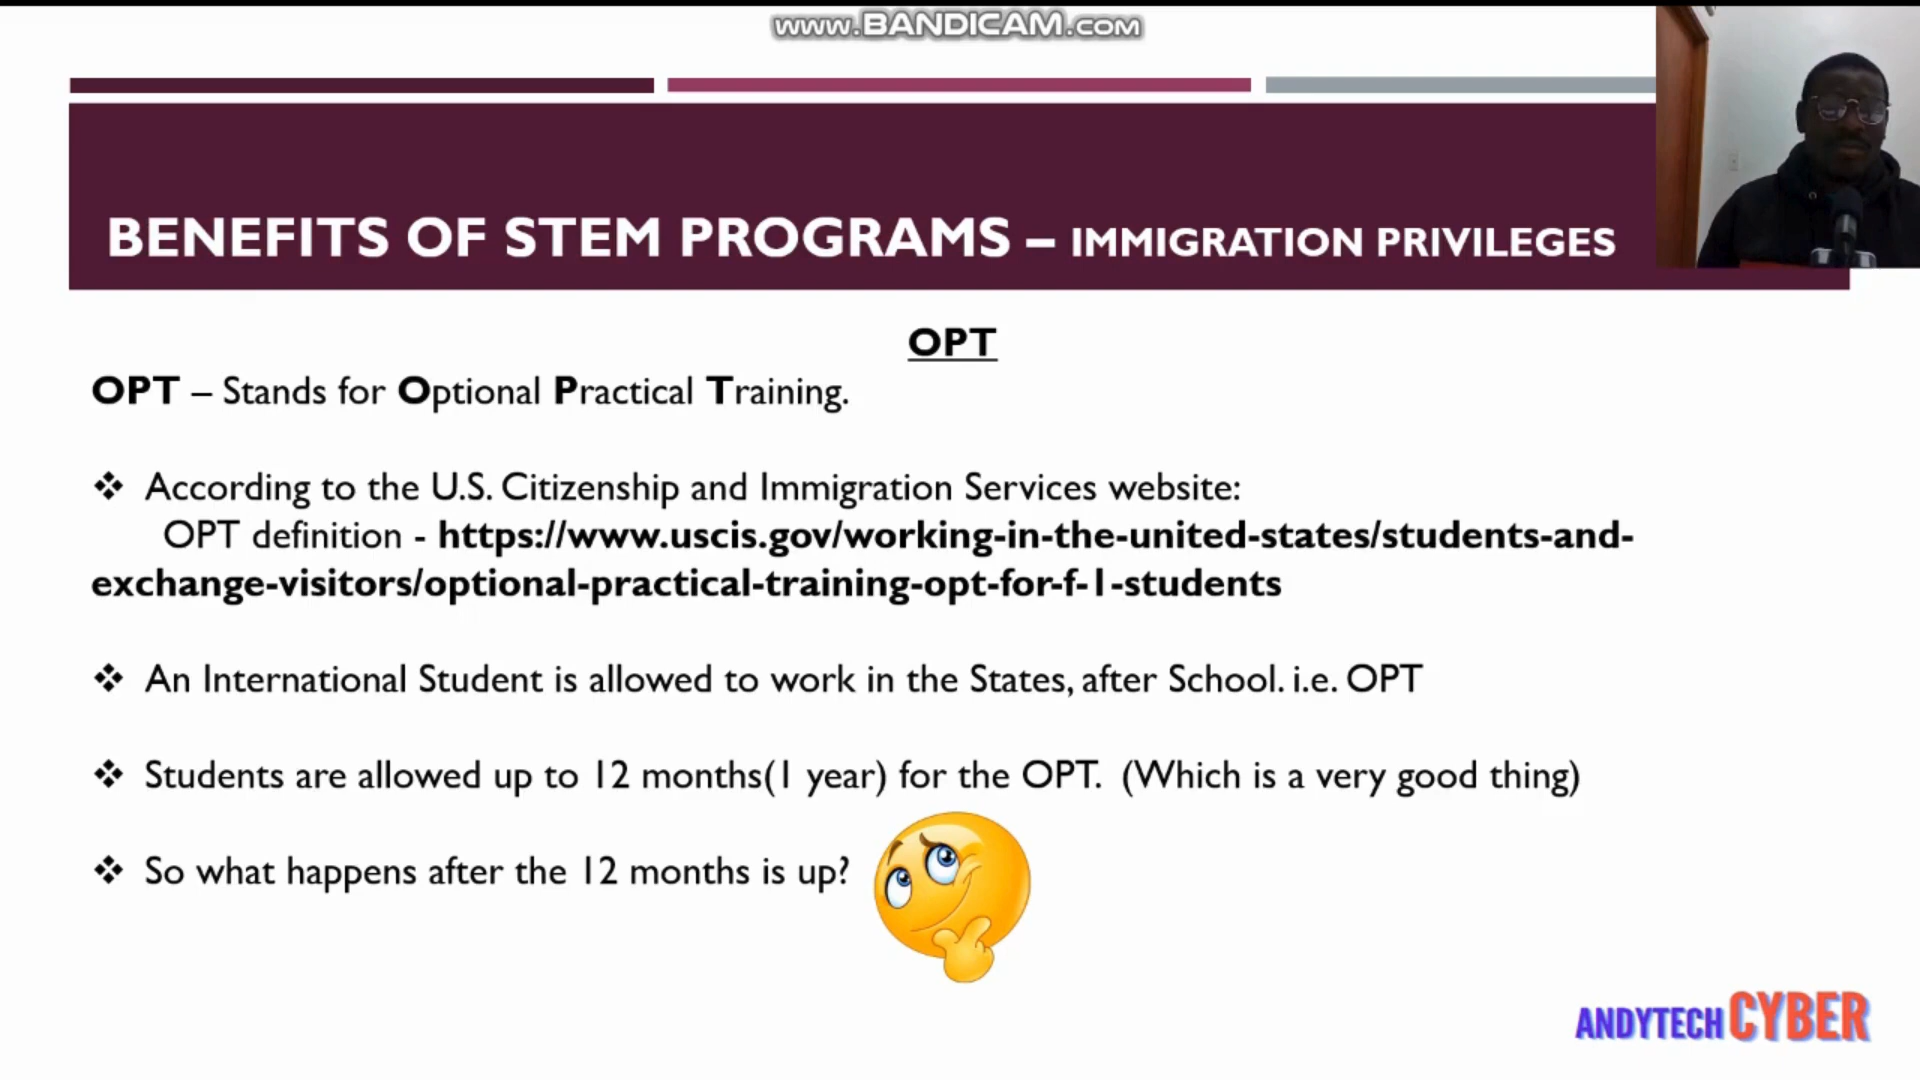 www.BANDICAM.com
BENEFITS OF STEM PROGRAMS – IMMIGRATION PRIVILEGES
OPT
OPT – Stands for Optional Practical Training.
❖ According to the U.S. Citizenship and Immigration Services website:
OPT definition - https://www.uscis.gov/working-in-the-united-states/students-and-
exchange-visitors/optional-practical-training-opt-for-f-1-students
❖ An International Student is allowed to work in the States, after School. i.e. OPT
❖ Students are allowed up to 12 months(1 year) for the OPT. (Which is a very good thing)
❖ So what happens after the 12 months is up?
ANDYTECH CYBER